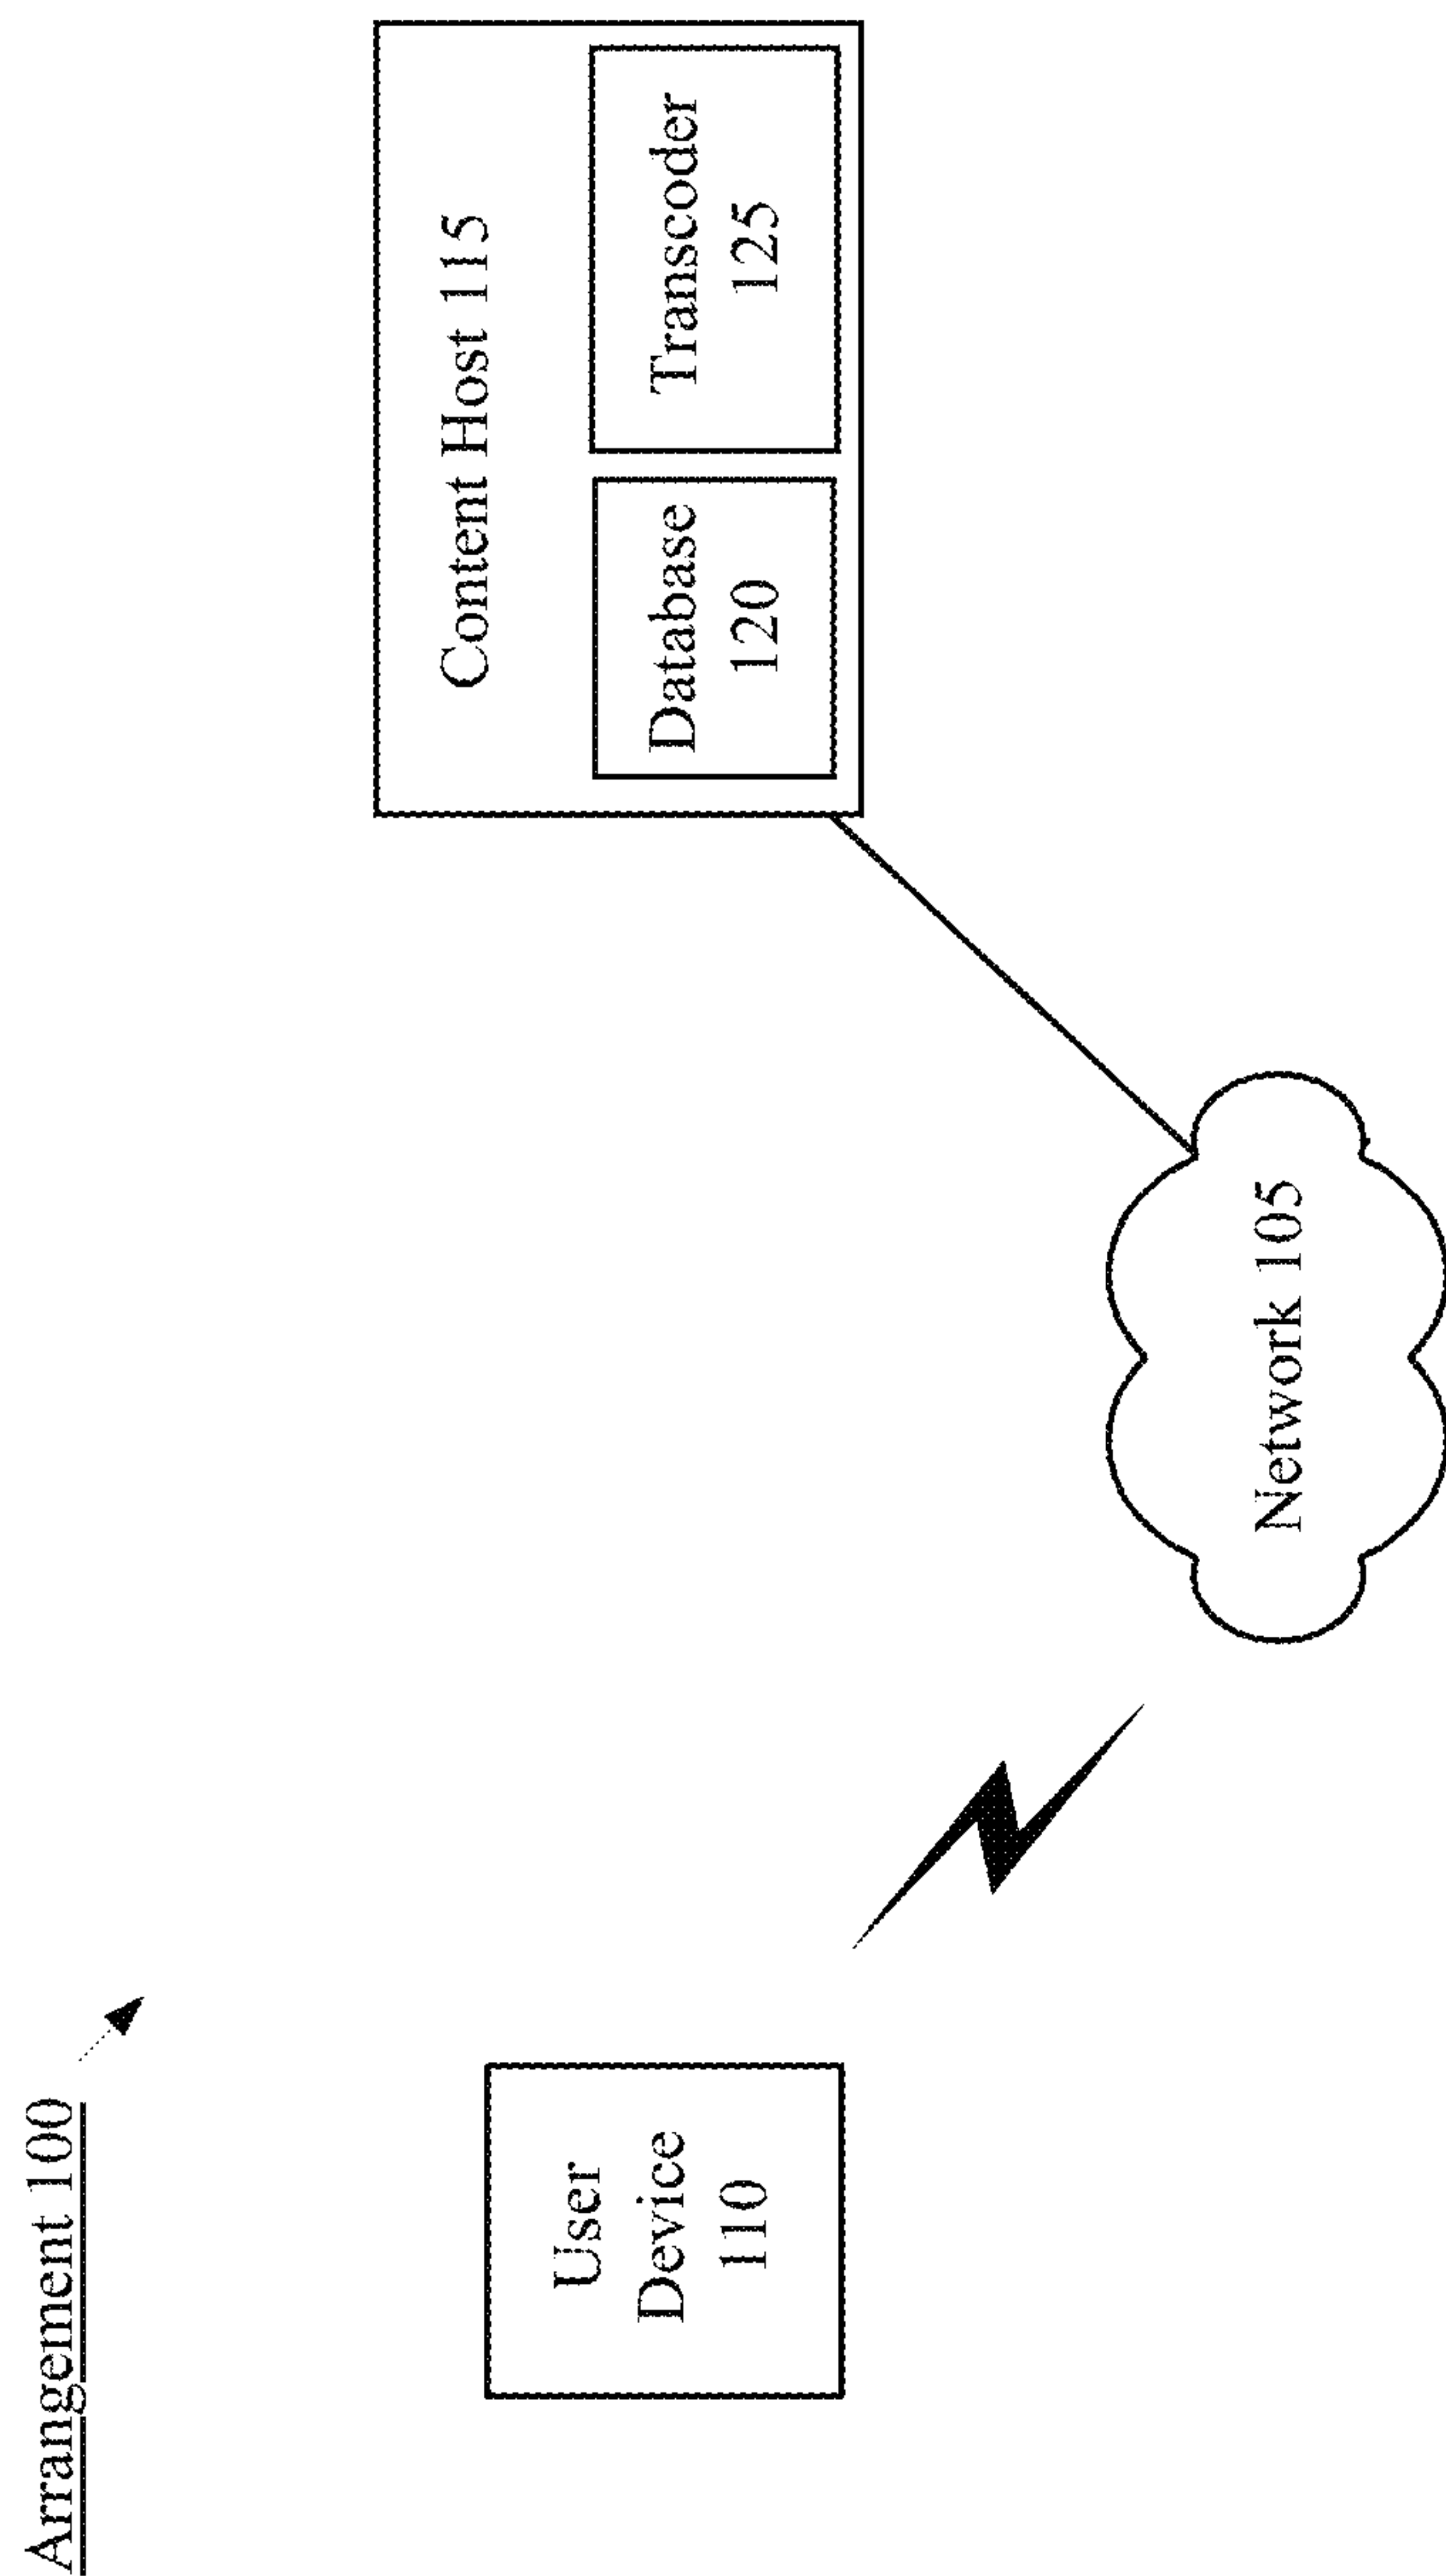 Arrangement 100
User
Device
110
Content Host 115
Database
120
Transcoder
125
Network 105